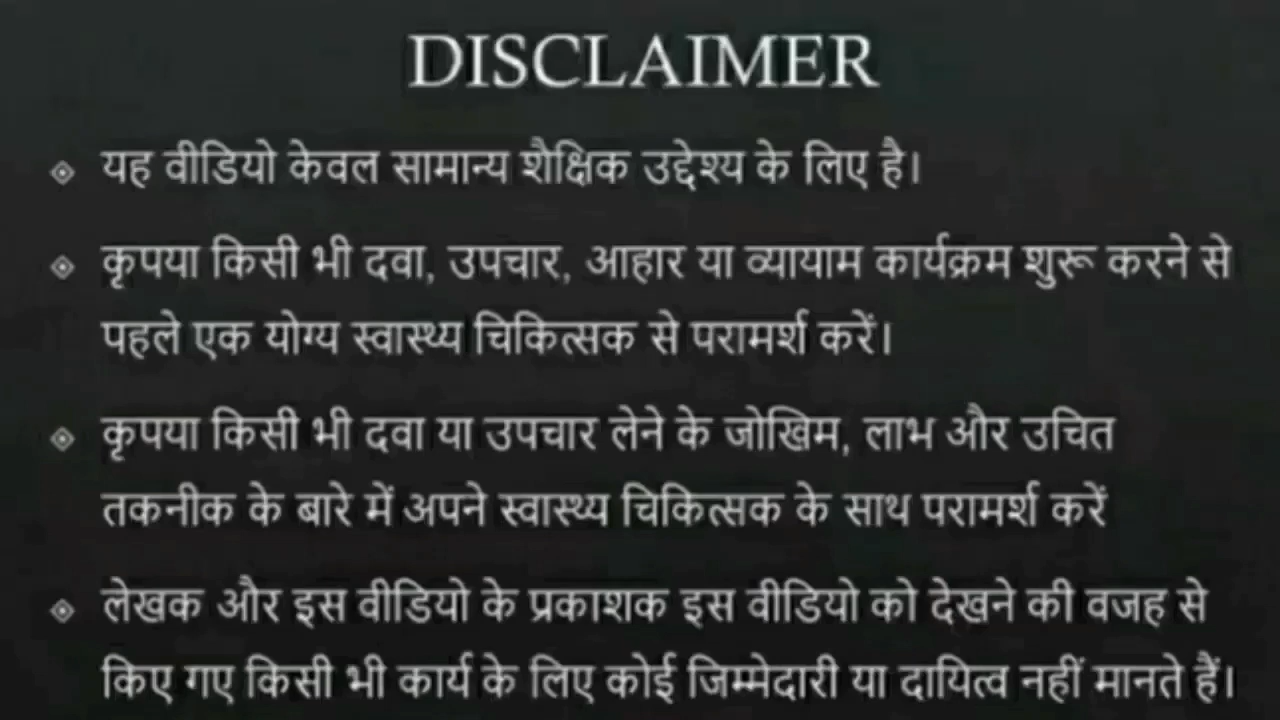 DISCLAIMER
यह वीडियो केवल सामान्य शैक्षिक उद्देश्य के लिए है।
कृपया किसी भी दवा, उपचार, आहार या व्यायाम कार्यक्रम शुरू करने से
पहले एक योग्य स्वास्थ्य चिकित्सक से परामर्श करें।
कृपया किसी भी दवा या उपचार लेने के जोखिम, लाभ और उचित
तकनीक के बारे में अपने स्वास्थ्य चिकित्सक के साथ परामर्श करें
लेखक और इस वीडियो के प्रकाशक इस वीडियो को देखने की वजह से
किए गए किसी भी कार्य के लिए कोई जिम्मेदारी या दायित्व नहीं मानते हैं।